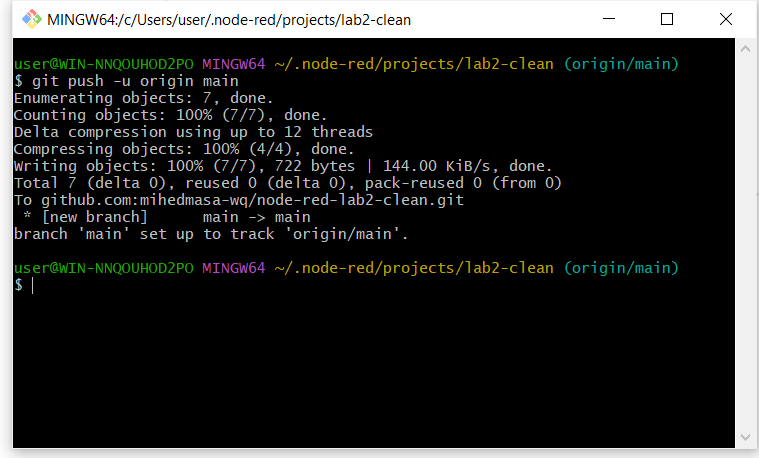 MINGW64:/c/Users/user/.node-red/projects/lab2-clean
user@WIN-NNQOUHOD2PO MINGW64 ~/.node-red/projects/lab2-clean (origin/main)
$ git push -u origin main
Enumerating objects: 7, done.
Counting objects: 100% (7/7), done.
Delta compression using up to 12 threads
Compressing objects: 100% (4/4), done.
Writing objects: 100% (7/7), 722 bytes | 144.00 KiB/s, done.
Total 7 (delta 0), reused 0 (delta 0), pack-reused 0 (from 0)
To github.com:mihedmasa-wq/node-red-lab2-clean.git
 * [new branch]      main -> main
branch 'main' set up to track 'origin/main'.
user@WIN-NNQOUHOD2PO MINGW64 ~/.node-red/projects/lab2-clean (origin/main)
$